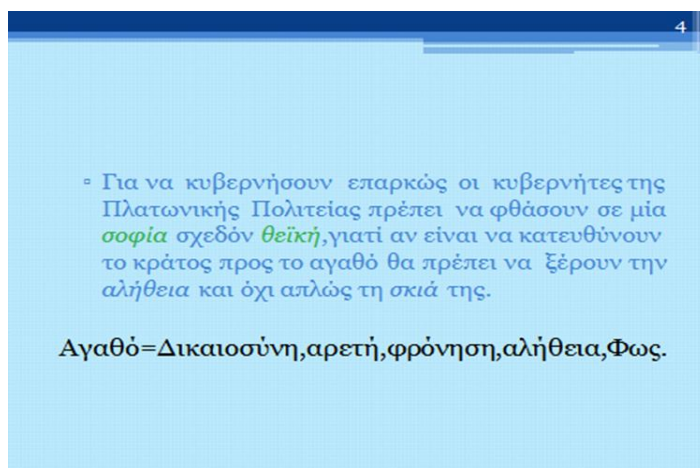 4
▫ Για να κυβερνήσουν επαρκώς οι κυβερνήτες της
Πλατωνικής Πολιτείας πρέπει να φθάσουν σε μία
σοφία σχεδόν θεϊκή,γιατί αν είναι να κατευθύνουν
το κράτος προς το αγαθό θα πρέπει να ξέρουν την
αλήθεια και όχι απλώς τη σκιά της.
Αγαθό=Δικαιοσύνη,αρετή,φρόνηση,αλήθεια,Φως.